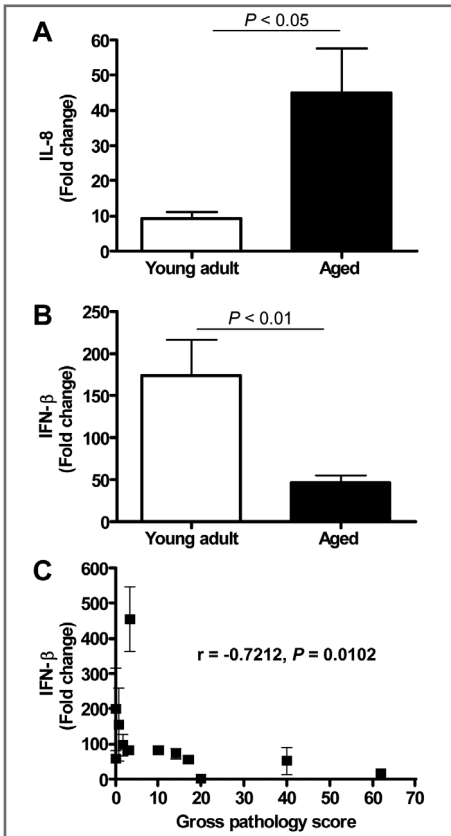 A
P < 0.05
IL-8
(Fold change)
60
50
40
30
20
10
0
Young adult Aged
B
P < 0.01
IFN-β
(Fold change)
250
200
150
100
50
0
Young adult Aged
C
IFN-β
(Fold change)
600
500
400
300
200
100
0
r = -0.7212, P = 0.0102
0 10 20 30 40 50 60 70
Gross pathology score